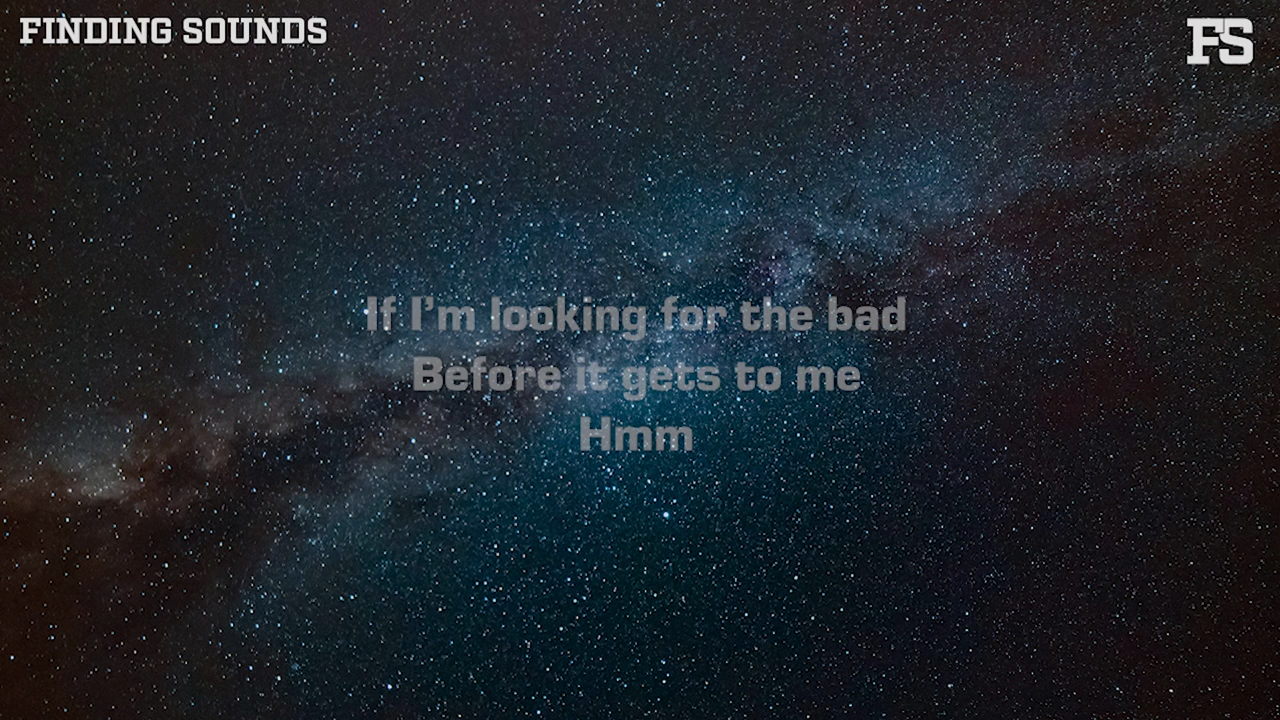 FINDING SOUNDS
FS
If I'm looking for the bad
Before it gets to me
Hmm